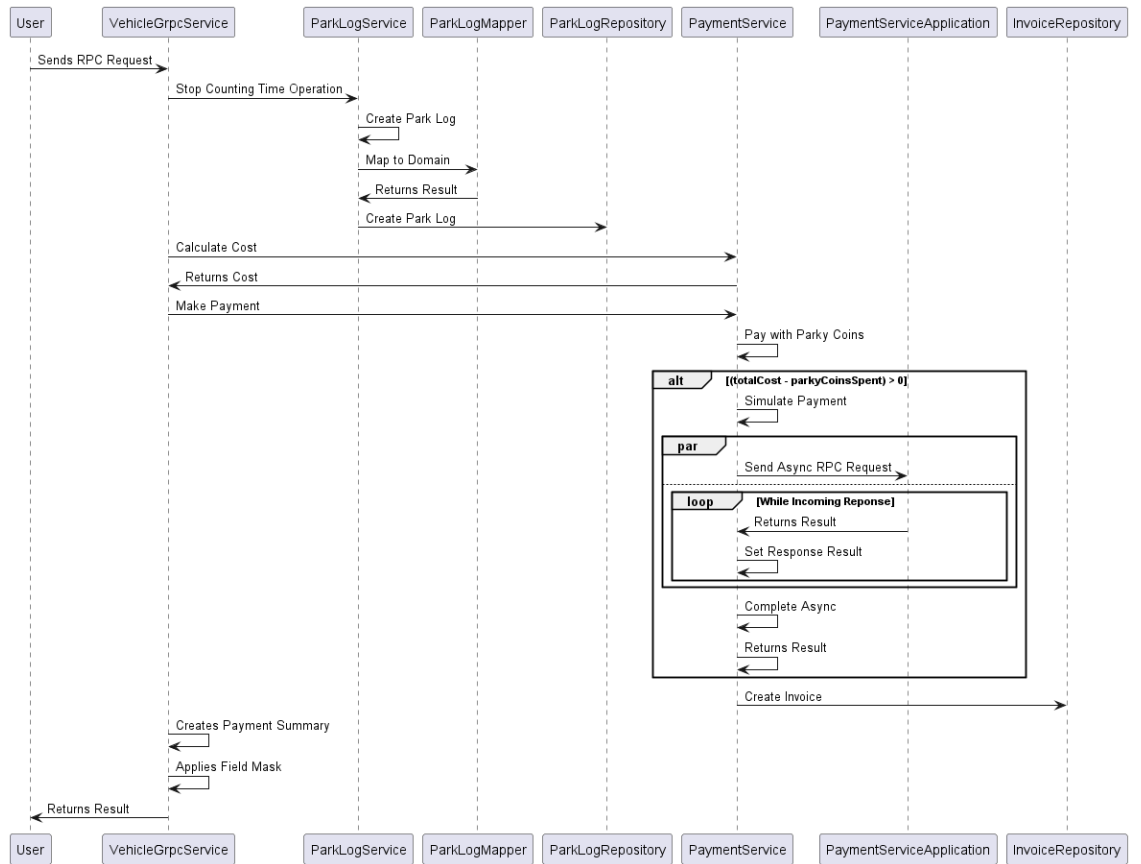 User VehicleGrpcService ParkLogService ParkLogMapper ParkLogRepository PaymentService PaymentServiceApplication InvoiceRepository
Sends RPC Request
Stop Counting Time Operation
Create Park Log
Map to Domain
Returns Result
Create Park Log
Calculate Cost
Returns Cost
Make Payment
Pay with Parky Coins
alt [(totalCost - parkyCoinsSpent) > 0]
Simulate Payment
par
Send Async RPC Request
loop [While Incoming Reponse]
Returns Result
Set Response Result
Complete Async
Returns Result
Create Invoice
Creates Payment Summary
Applies Field Mask
Returns Result
User VehicleGrpcService ParkLogService ParkLogMapper ParkLogRepository PaymentService PaymentServiceApplication InvoiceRepository